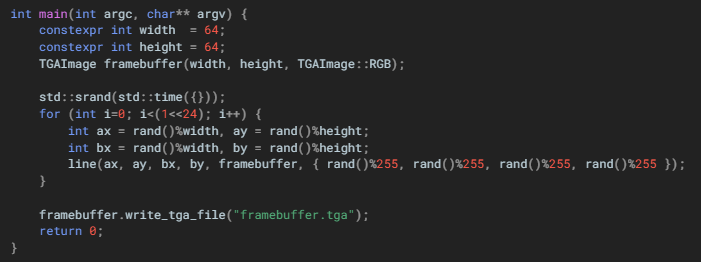 int main(int argc, char** argv) {
    constexpr int width  = 64;
    constexpr int height = 64;
    TGAImage framebuffer(width, height, TGAImage::RGB);

    std::srand(std::time({}));
    for (int i=0; i<(1<<24); i++) {
        int ax = rand()%width, ay = rand()%height;
        int bx = rand()%width, by = rand()%height;
        line(ax, ay, bx, by, framebuffer, { rand()%255, rand()%255, rand()%255, rand()%255 });
    }

    framebuffer.write_tga_file("framebuffer.tga");
    return 0;
}